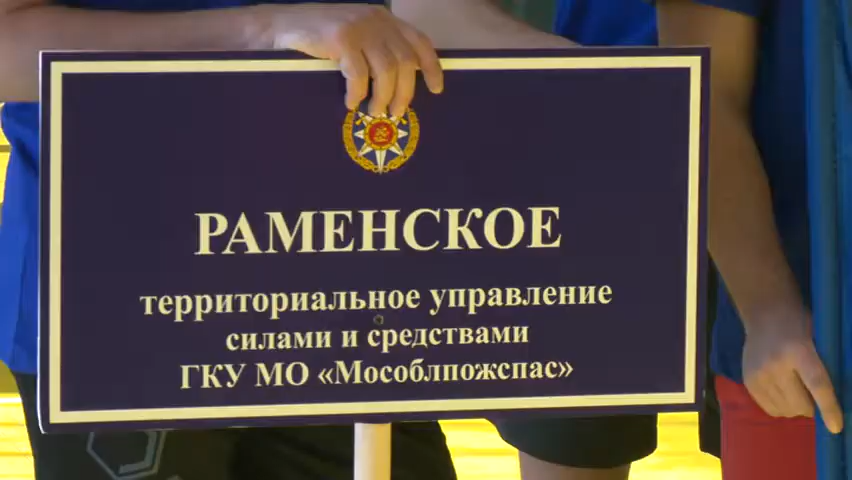 РАМЕНСКОЕ
территориальное управление
силами и средствами
ГКУ МО «Мособлпожспас»